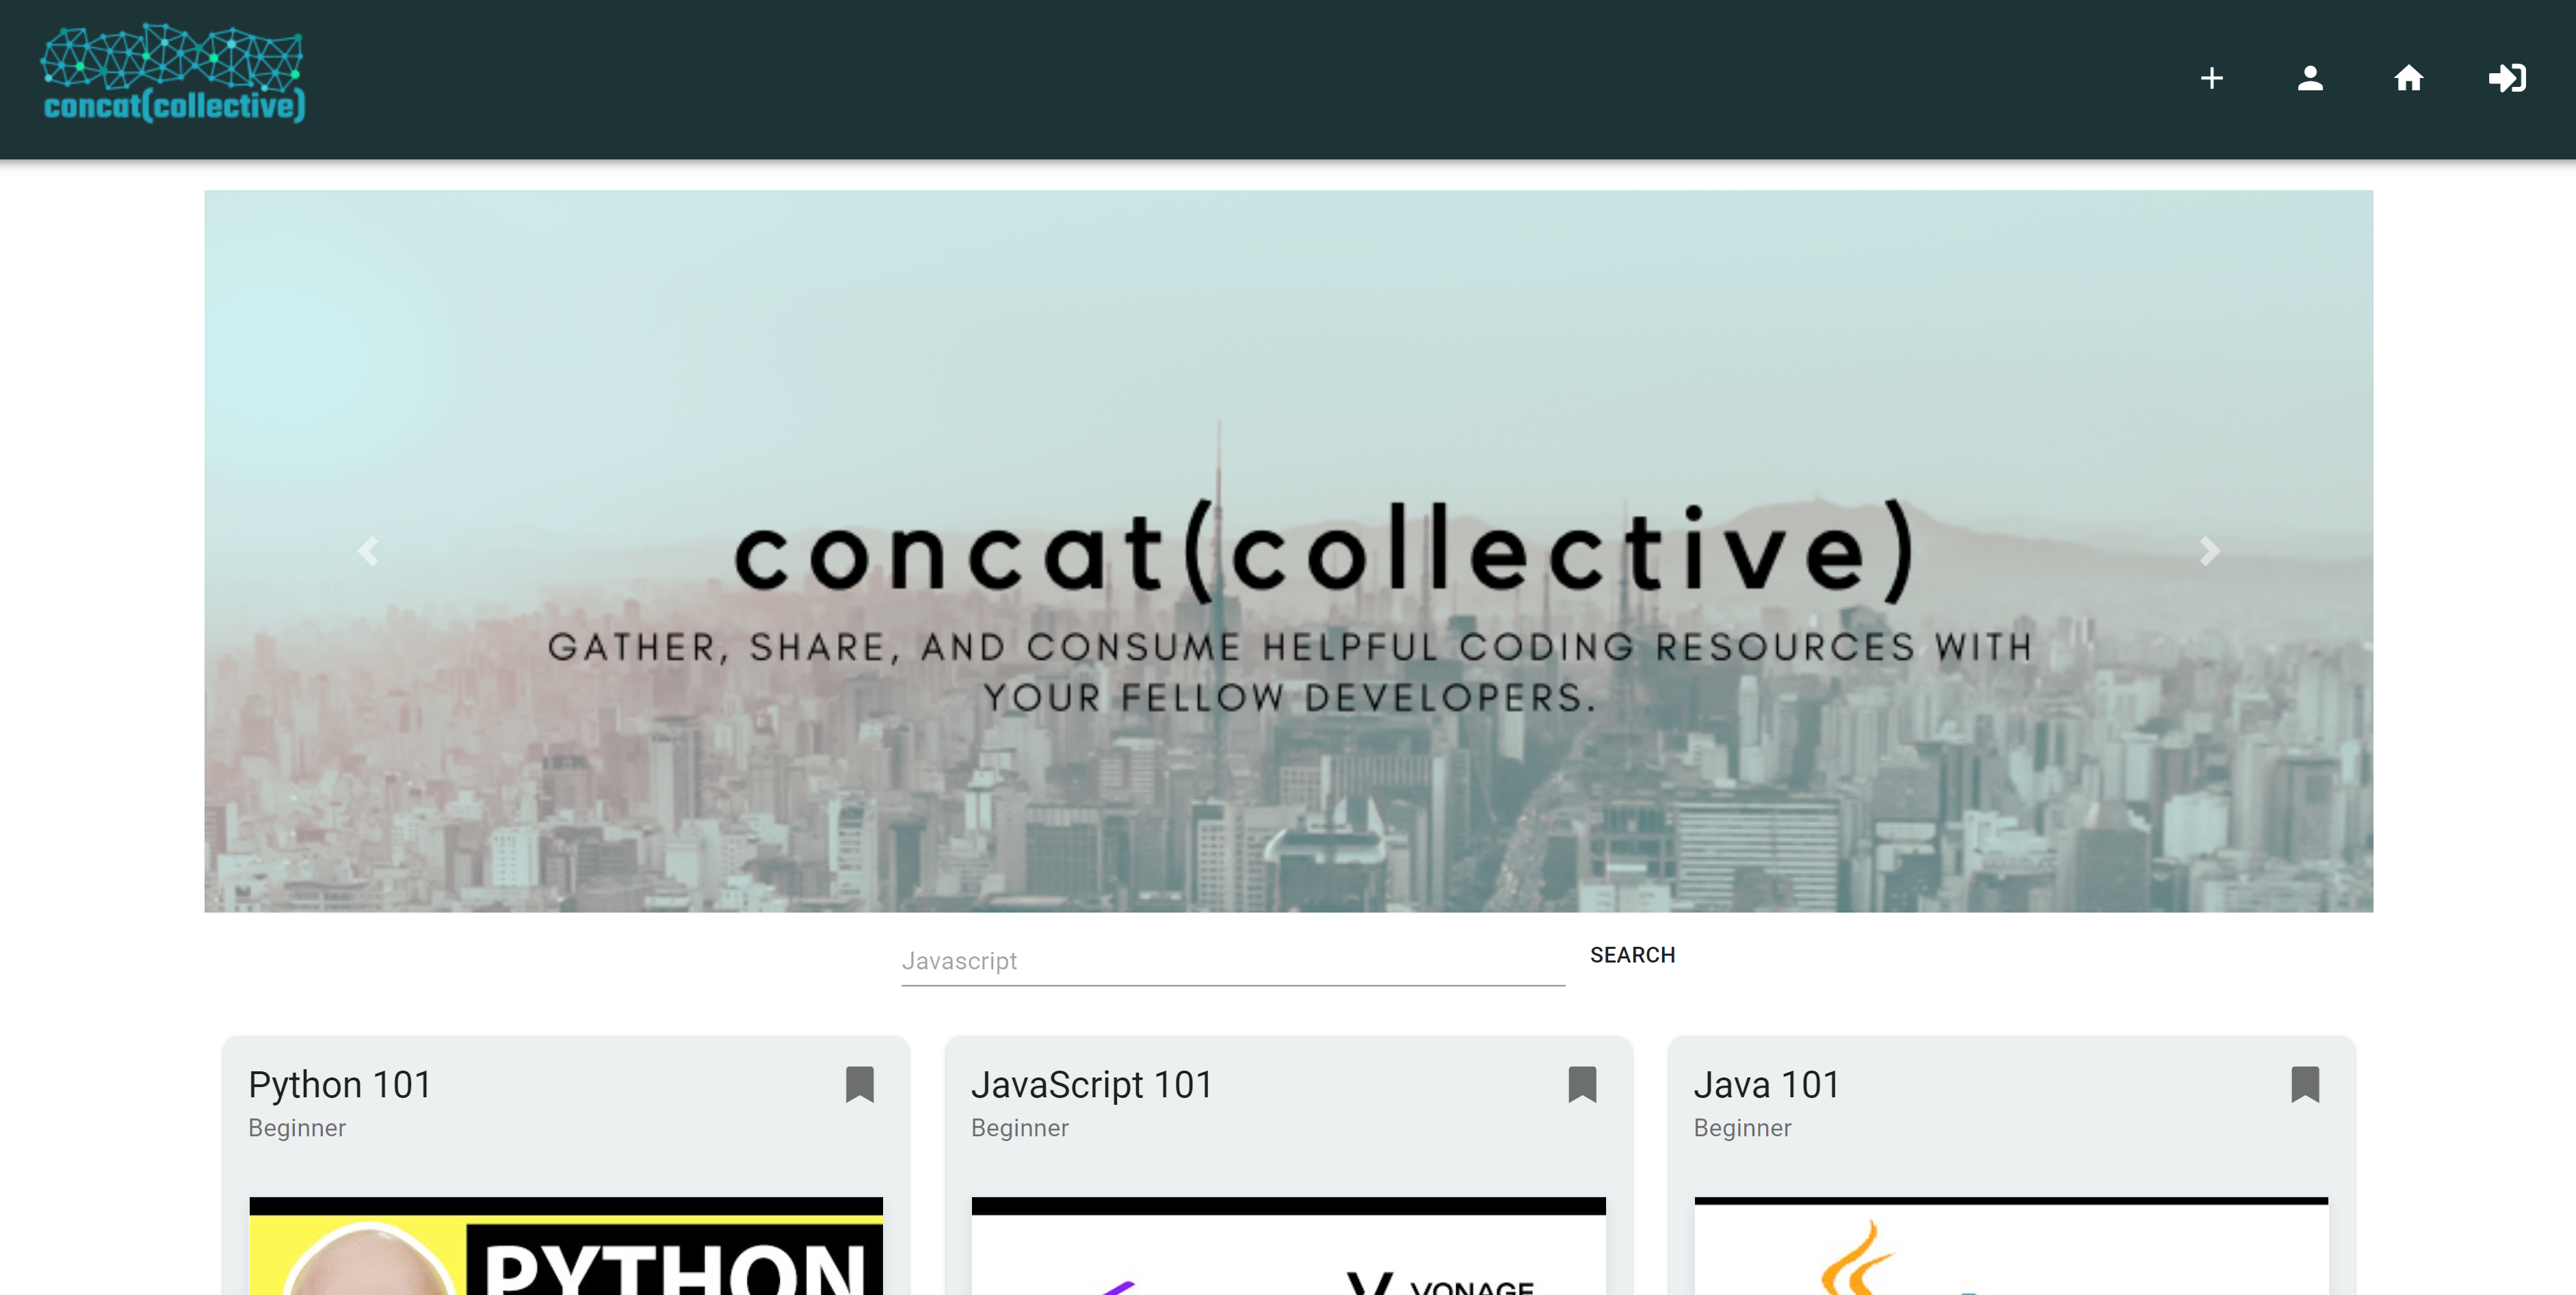 concat(collective)
concat(collective)
GATHER, SHARE, AND CONSUME HELPFUL CODING RESOURCES WITH
YOUR FELLOW DEVELOPERS.
Javascript
SEARCH
Python 101
Beginner
JavaScript 101
Beginner
Java 101
Beginner
PYTHON
VONAGE